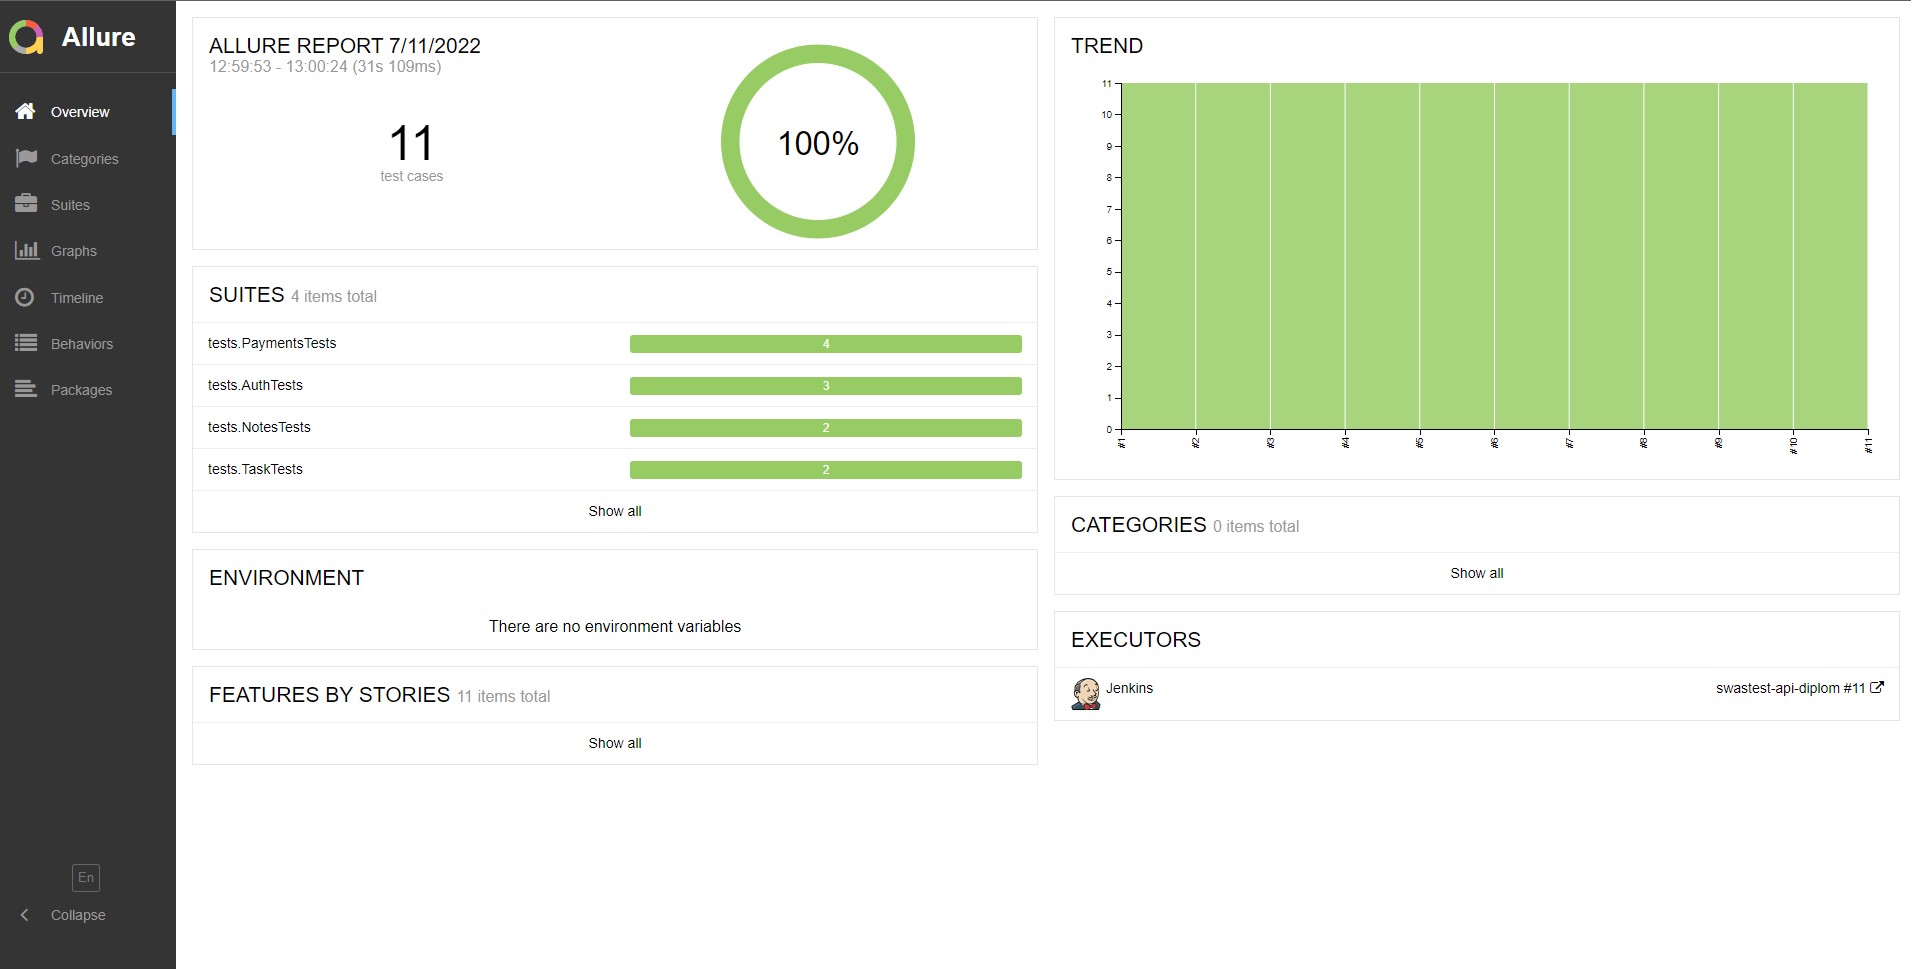 Allure
Overview
Categories
Suites
Graphs
Timeline
Behaviors
Packages
En
Collapse
ALLURE REPORT 7/11/2022
12:59:53 - 13:00:24 (31s 109ms)
11
test cases
100%
SUITES 4 items total
tests.PaymentsTests 4
tests.AuthTests 3
tests.NotesTests 2
tests.TaskTests 2
Show all
ENVIRONMENT
There are no environment variables
FEATURES BY STORIES 11 items total
Show all
TREND
11
10
9
8
7
6
5
4
3
2
1
0
#1 #2 #3 #4 #5 #6 #7 #8 #9 #10 #11
CATEGORIES 0 items total
Show all
EXECUTORS
Jenkins swastest-api-diplom #11